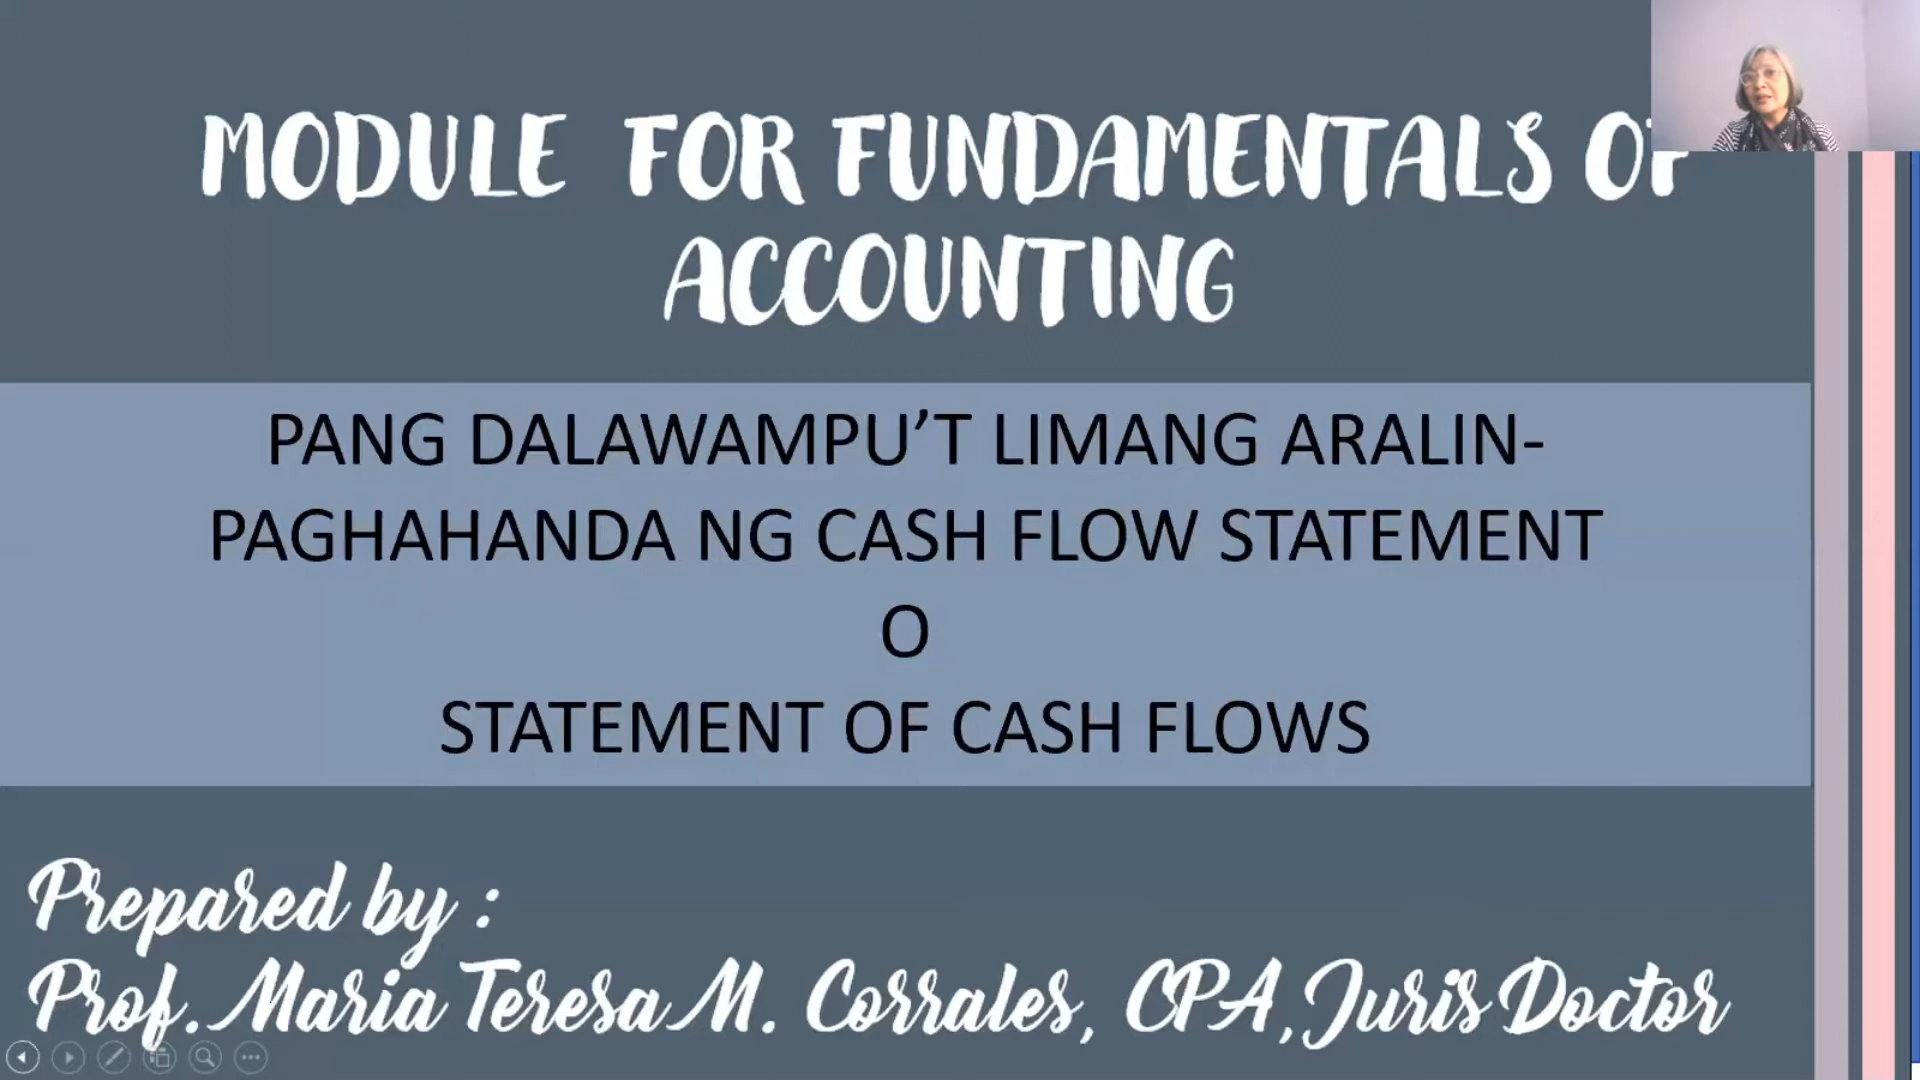 MODULE FOR FUNDAMENTALS OF
ACCOUNTING
PANG DALAWAMPU’T LIMANG ARALIN-
PAGHAHANDA NG CASH FLOW STATEMENT
O
STATEMENT OF CASH FLOWS
Prepared by :
Prof. Maria Teresa M. Corrales, CPA, Juris Doctor